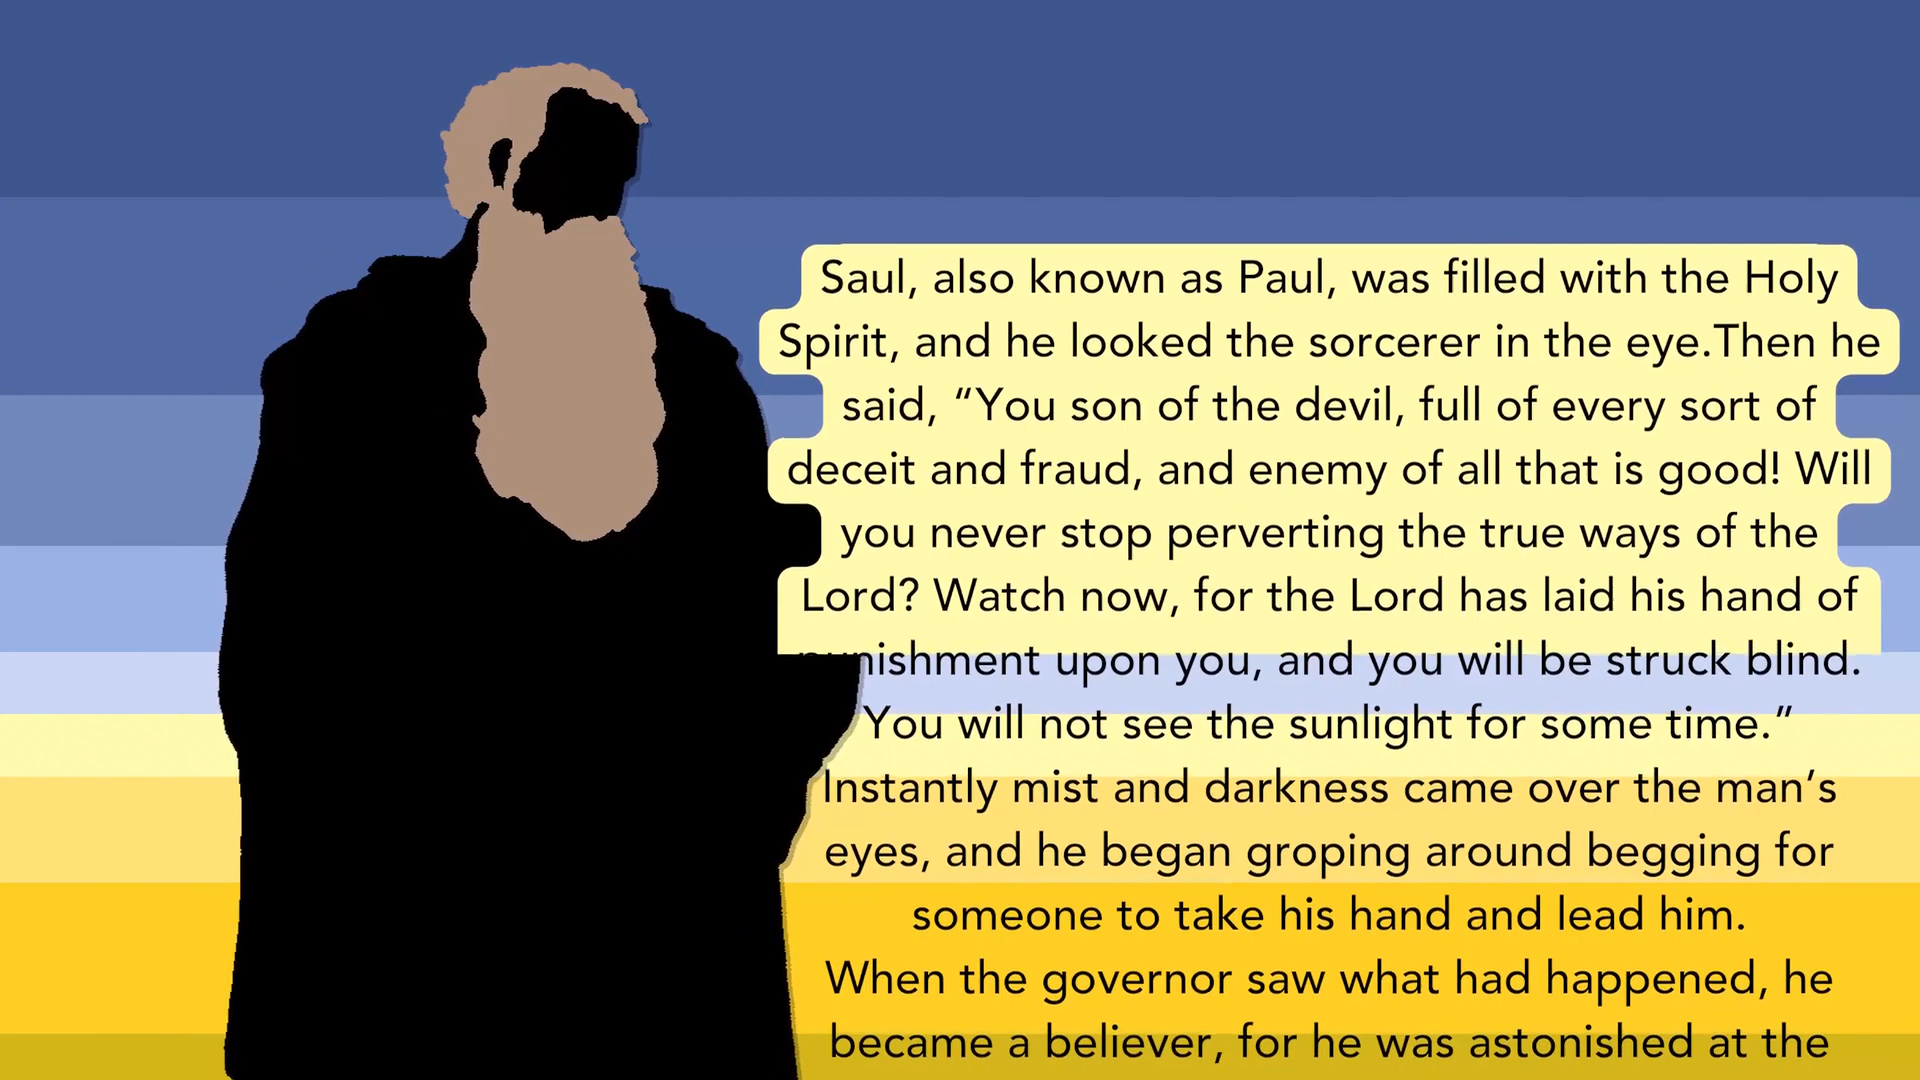 Saul, also known as Paul, was filled with the Holy
Spirit, and he looked the sorcerer in the eye.Then he
said, “You son of the devil, full of every sort of
deceit and fraud, and enemy of all that is good! Will
you never stop perverting the true ways of the
Lord? Watch now, for the Lord has laid his hand of
punishment upon you, and you will be struck blind.
You will not see the sunlight for some time.”
Instantly mist and darkness came over the man’s
eyes, and he began groping around begging for
someone to take his hand and lead him.
When the governor saw what had happened, he
became a believer, for he was astonished at the